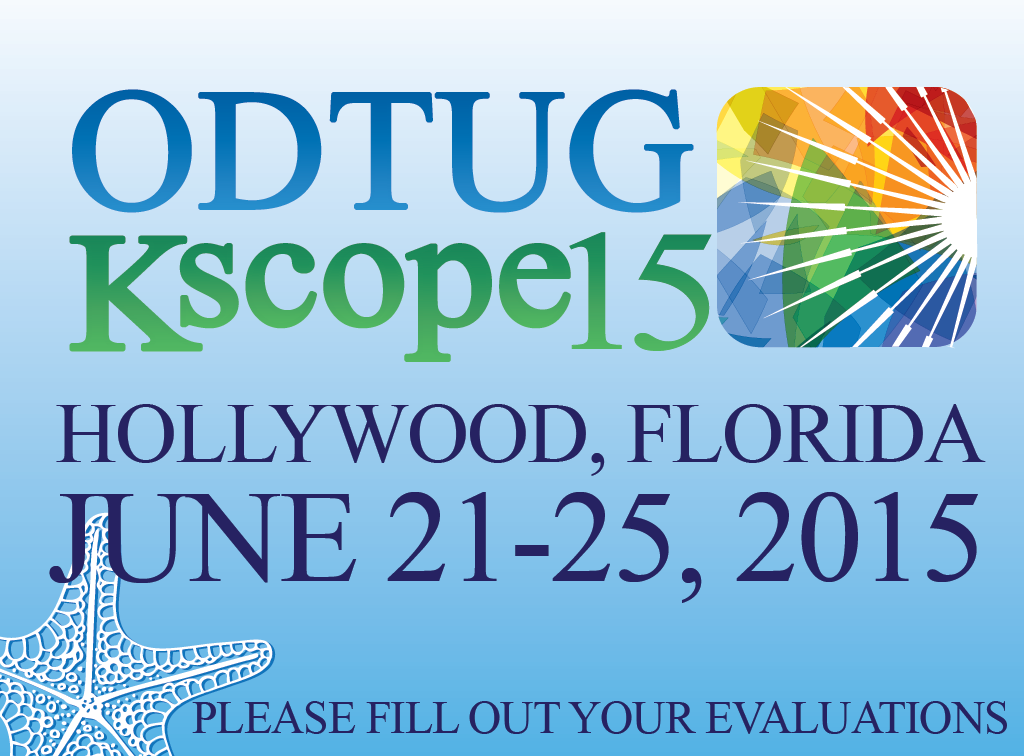 ODTUG
Kscope15
HOLLYWOOD, FLORIDA
JUNE 21-25, 2015
PLEASE FILL OUT YOUR EVALUATIONS